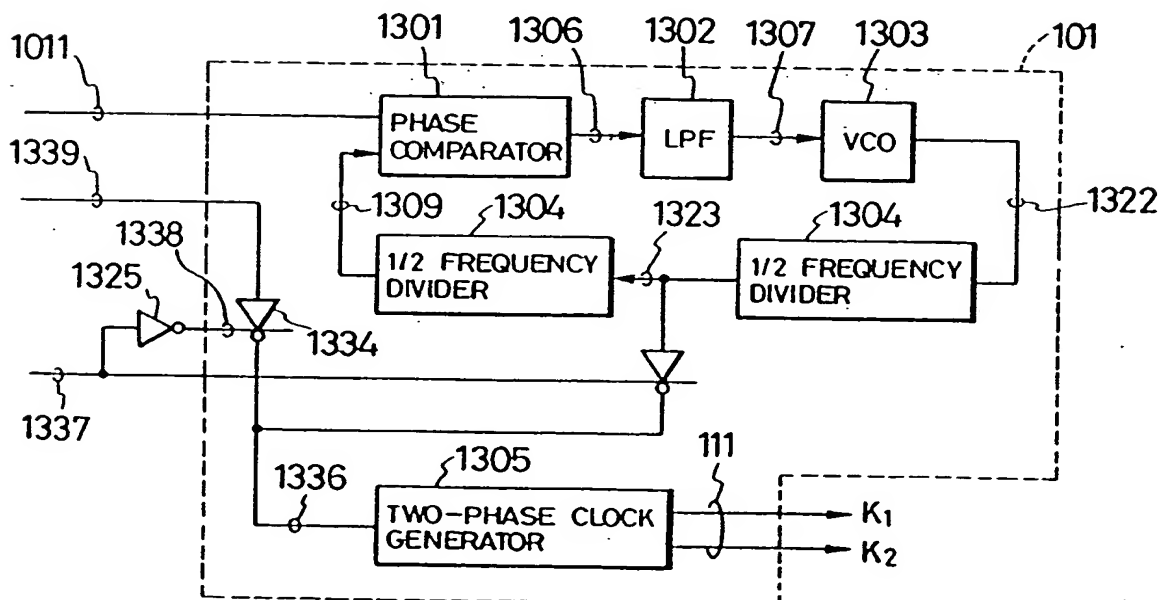 1301
1306
1302
1307
1303
101
1011
PHASE
COMPARATOR
LPF
VCO
1339
1309
1304
1323
1304
1322
1338
1325
1/2 FREQUENCY
DIVIDER
1/2 FREQUENCY
DIVIDER
1334
1337
1336
1305
111
TWO-PHASE CLOCK
GENERATOR
K1
K2